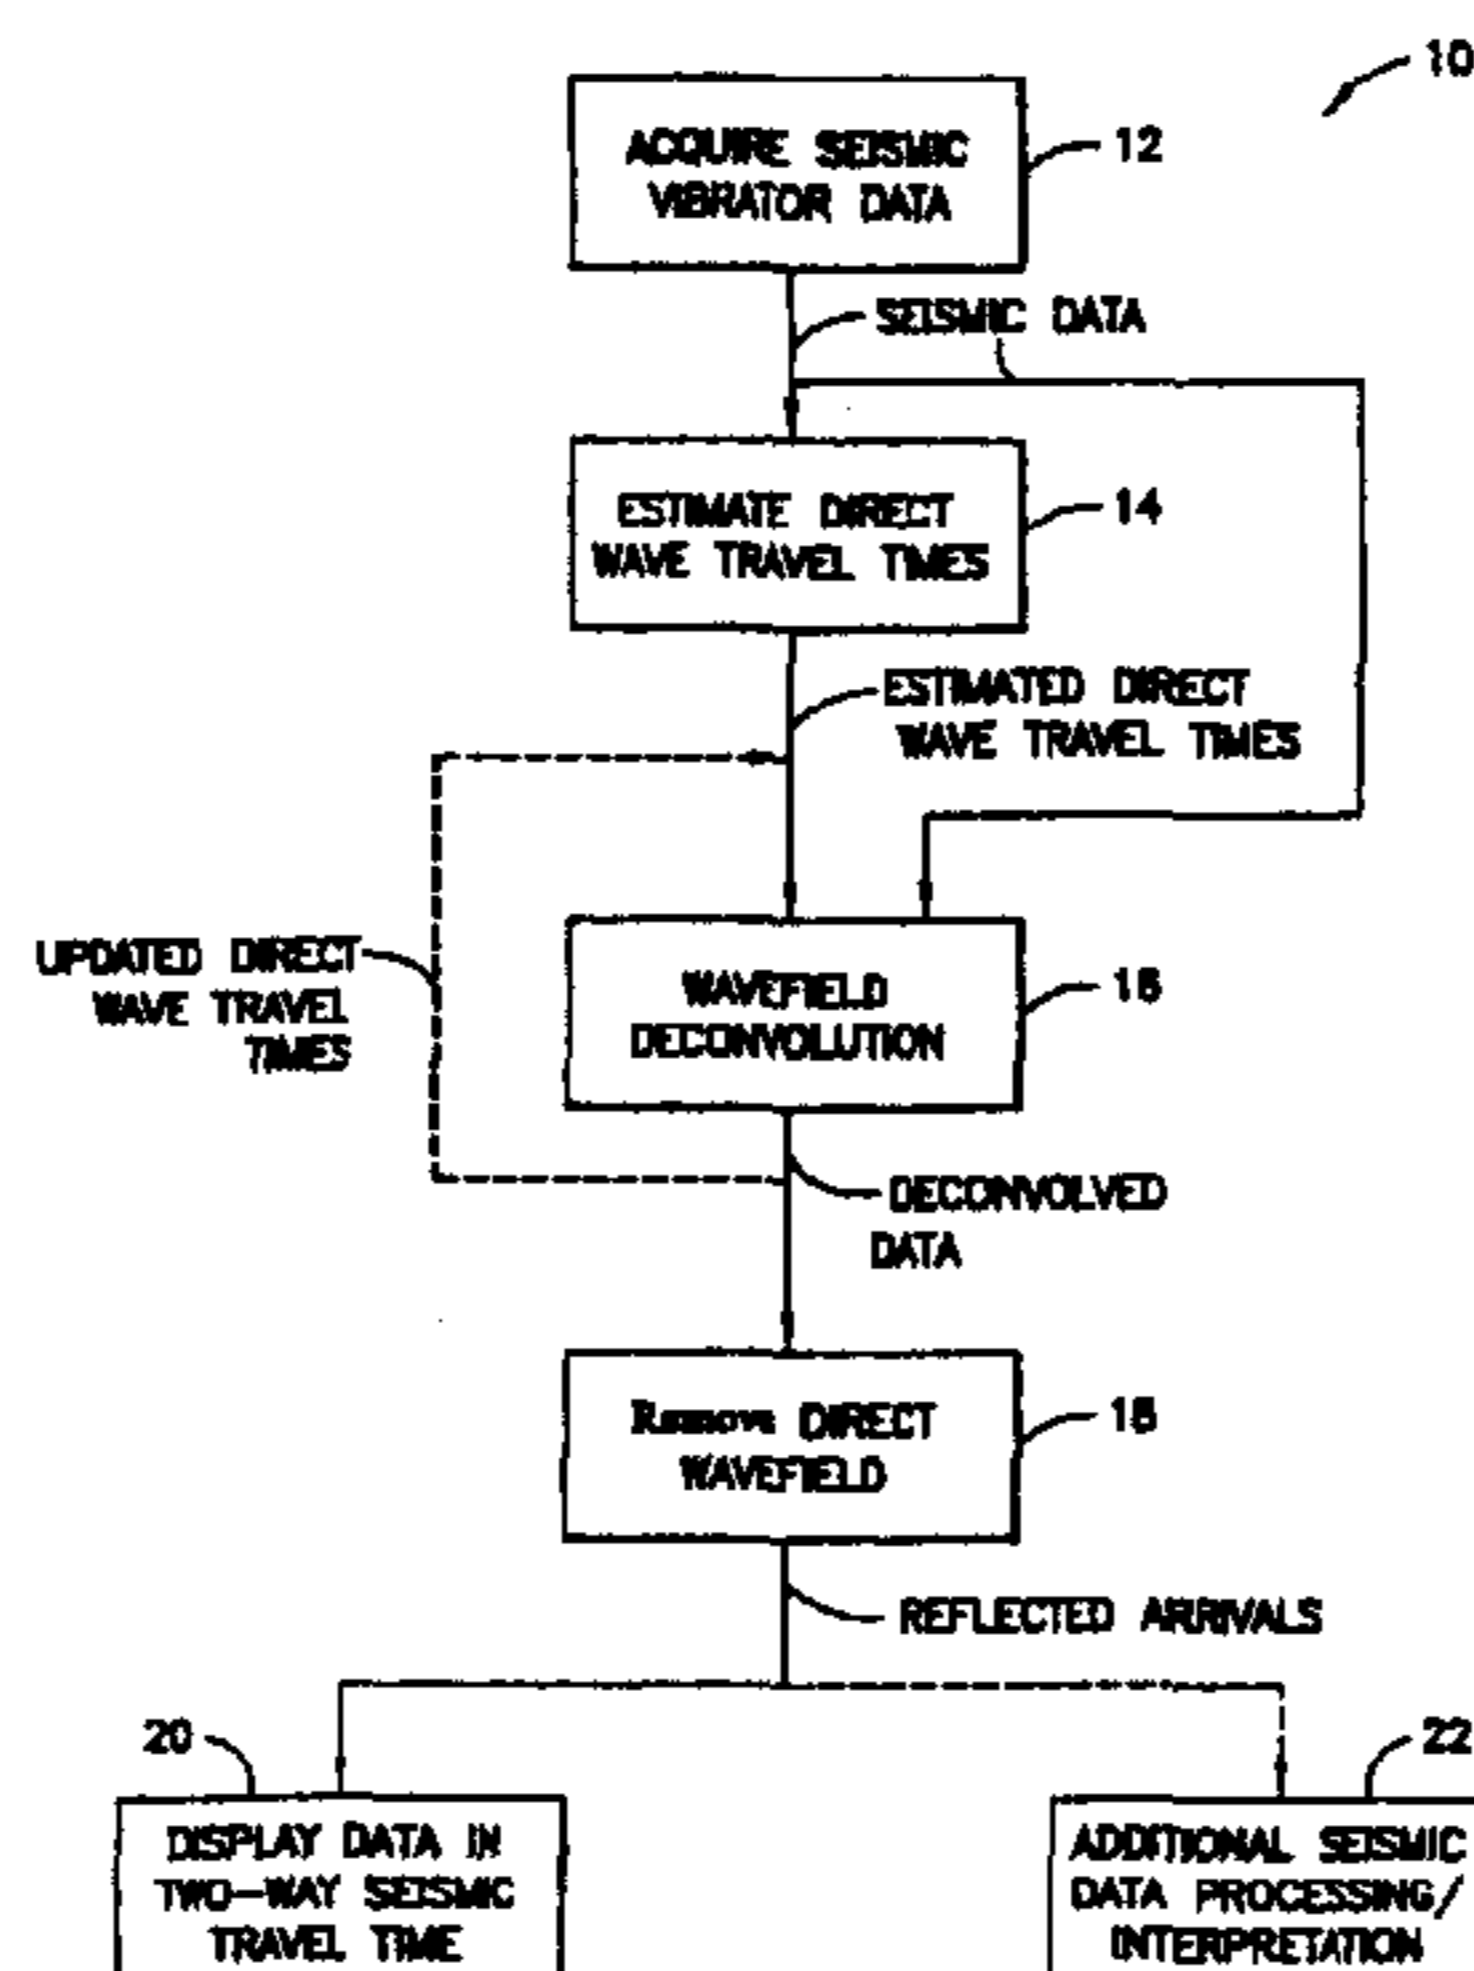 10
ACQUIRE SEISMIC
VIBRATOR DATA
12
SEISMIC DATA
ESTIMATE DIRECT
WAVE TRAVEL TIMES
14
ESTIMATED DIRECT
WAVE TRAVEL TIMES
UPDATED DIRECT
WAVE TRAVEL
TIMES
WAVEFIELD
DECONVOLUTION
16
DECONVOLVED
DATA
Remove DIRECT
WAVEFIELD
18
REFLECTED ARRIVALS
20
22
DISPLAY DATA IN
TWO-WAY SEISMIC
TRAVEL TIME
ADDITIONAL SEISMIC
DATA PROCESSING/
INTERPRETATION